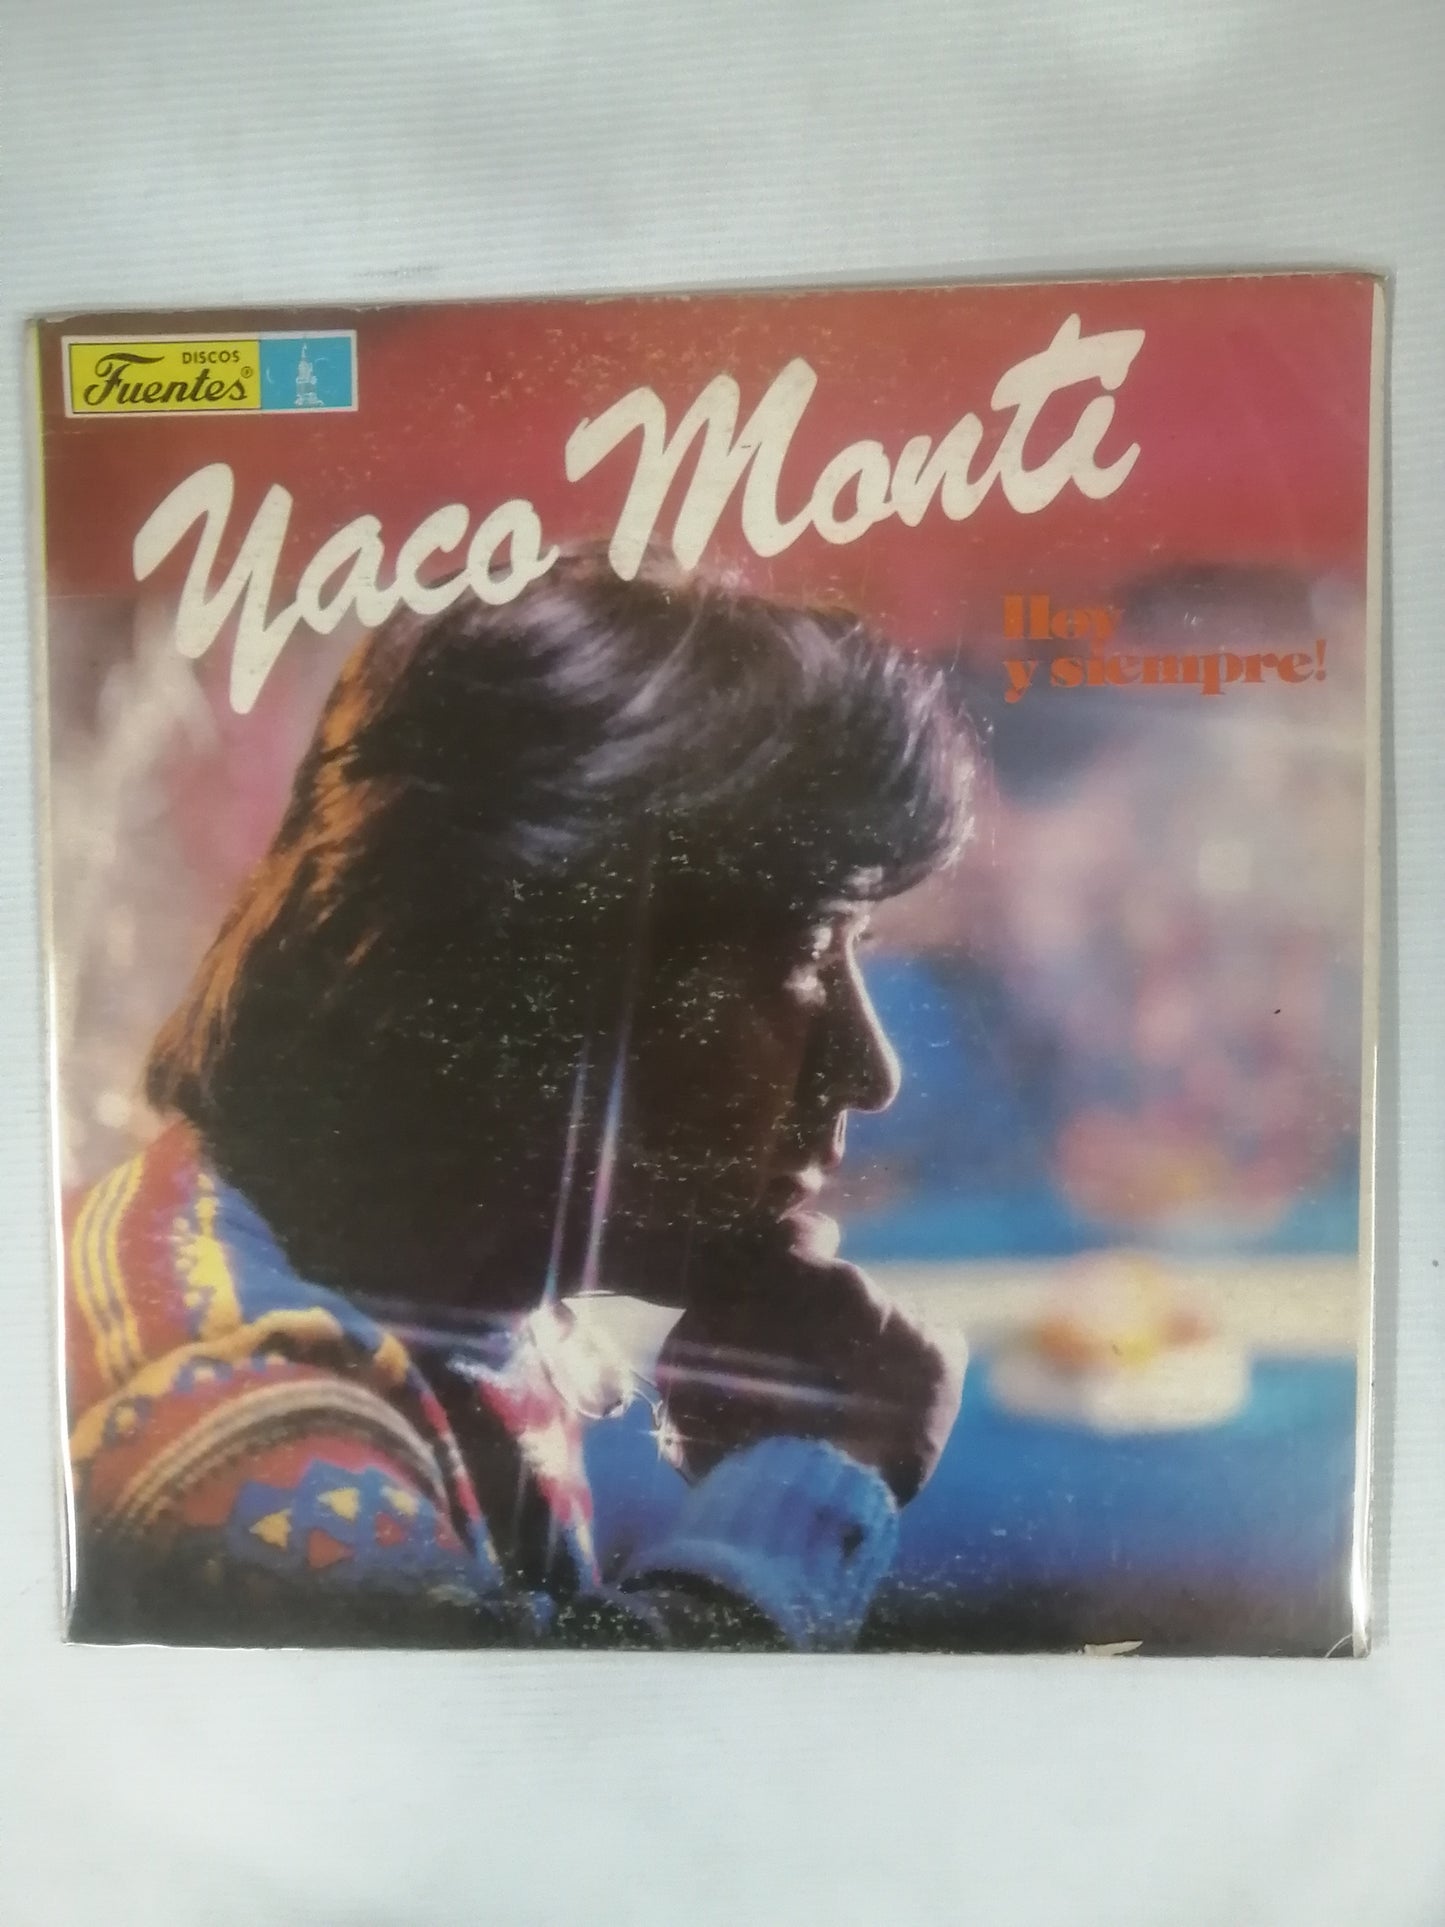 DISCOS
Fuentes®
Yaco Monti
Hoy
y siempre!